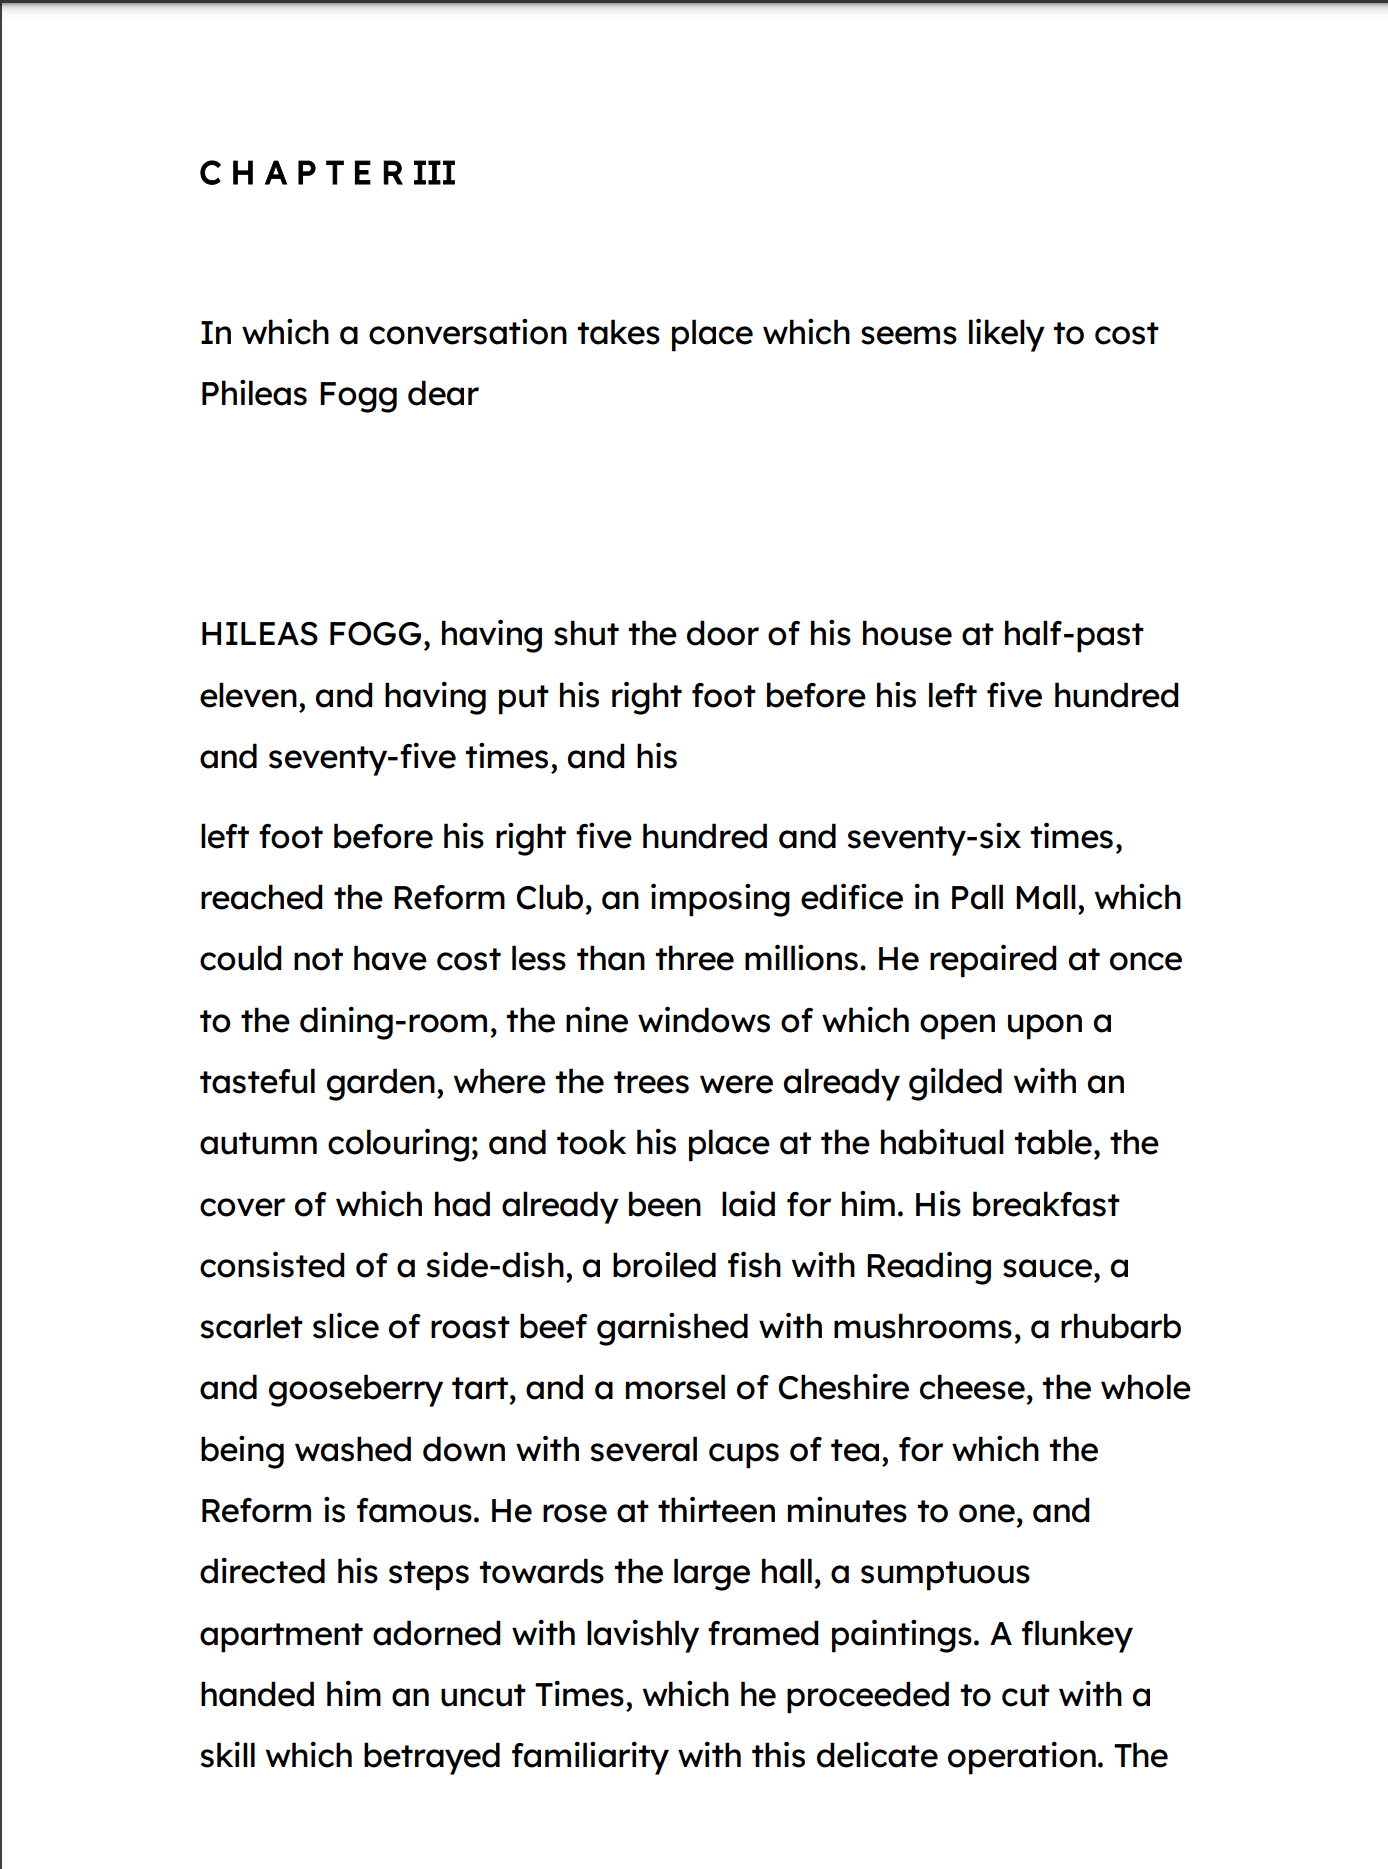 CHAPTER III
In which a conversation takes place which seems likely to cost
Phileas Fogg dear
HILEAS FOGG, having shut the door of his house at half-past
eleven, and having put his right foot before his left five hundred
and seventy-five times, and his
left foot before his right five hundred and seventy-six times,
reached the Reform Club, an imposing edifice in Pall Mall, which
could not have cost less than three millions. He repaired at once
to the dining-room, the nine windows of which open upon a
tasteful garden, where the trees were already gilded with an
autumn colouring; and took his place at the habitual table, the
cover of which had already been  laid for him. His breakfast
consisted of a side-dish, a broiled fish with Reading sauce, a
scarlet slice of roast beef garnished with mushrooms, a rhubarb
and gooseberry tart, and a morsel of Cheshire cheese, the whole
being washed down with several cups of tea, for which the
Reform is famous. He rose at thirteen minutes to one, and
directed his steps towards the large hall, a sumptuous
apartment adorned with lavishly framed paintings. A flunkey
handed him an uncut Times, which he proceeded to cut with a
skill which betrayed familiarity with this delicate operation. The